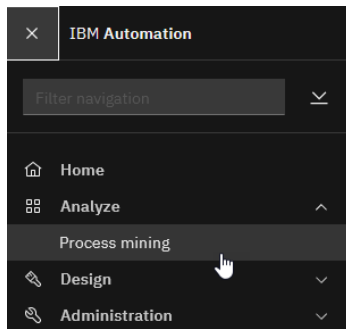 IBM Automation
Filter navigation
Home
Analyze
Process mining
Design
Administration